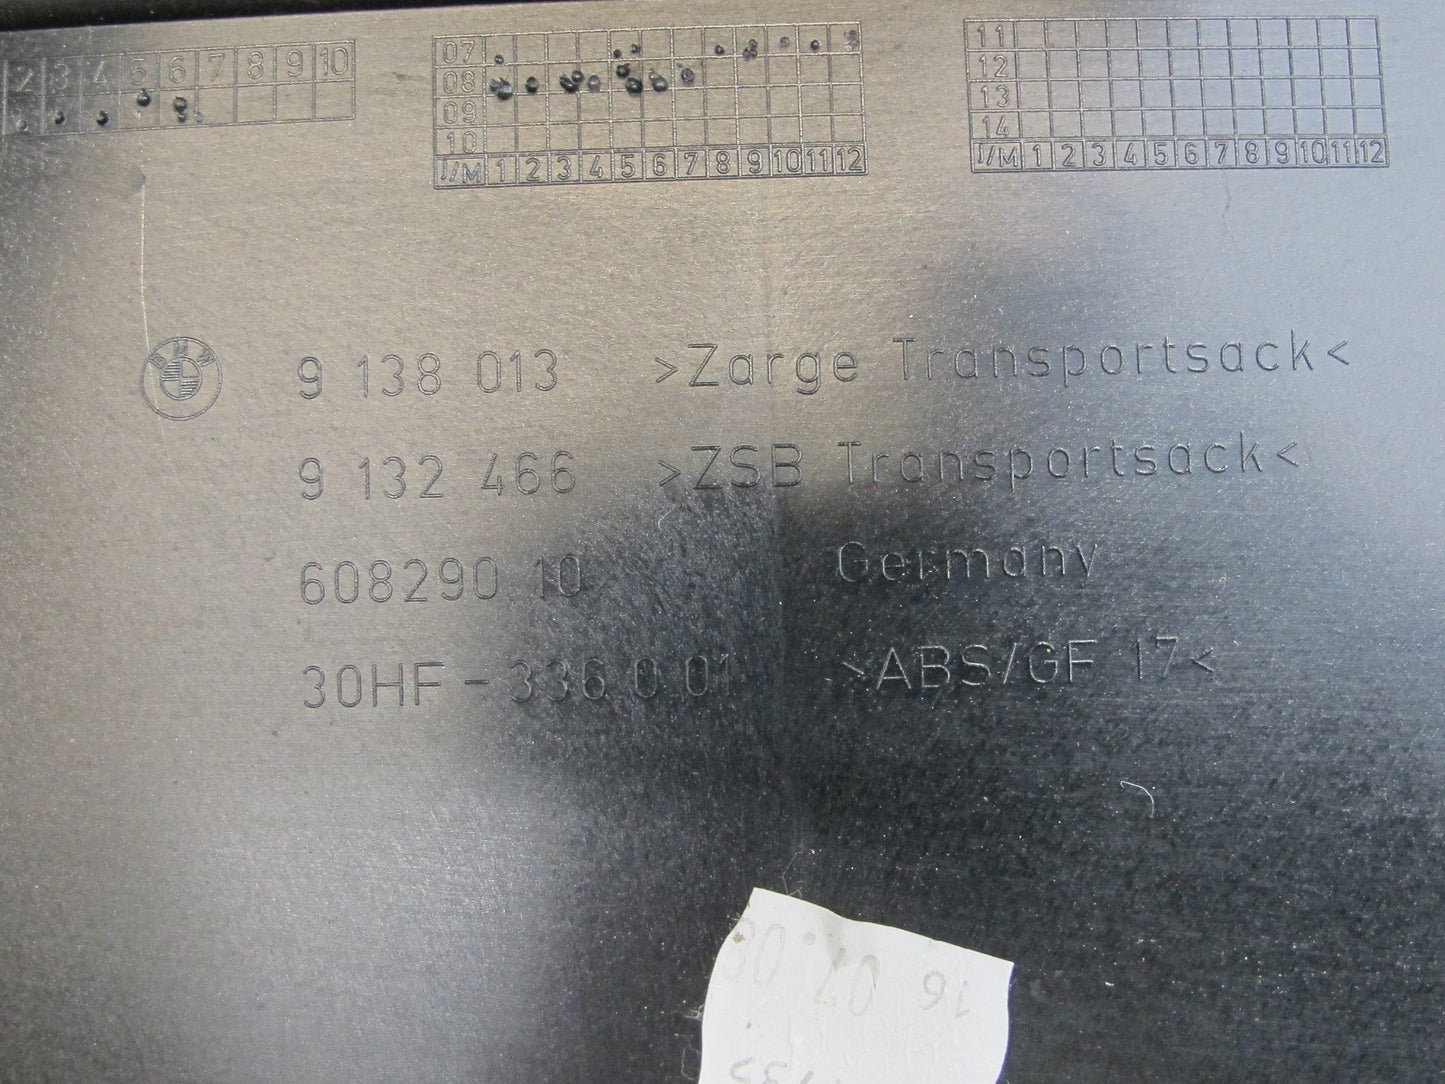 2 3 4 5 6 7 8 9 10
07
08
09
10
J/M 1 2 3 4 5 6 7 8 9 10 11 12
11
12
13
14
J/M 1 2 3 4 5 6 7 8 9 10 11 12
BMW
9 138 013 >Zarge Transportsack<
9 132 466 >ZSB Transportsack<
608290 10 Germany
30HF-336 0 01 >ABS/GF 17<